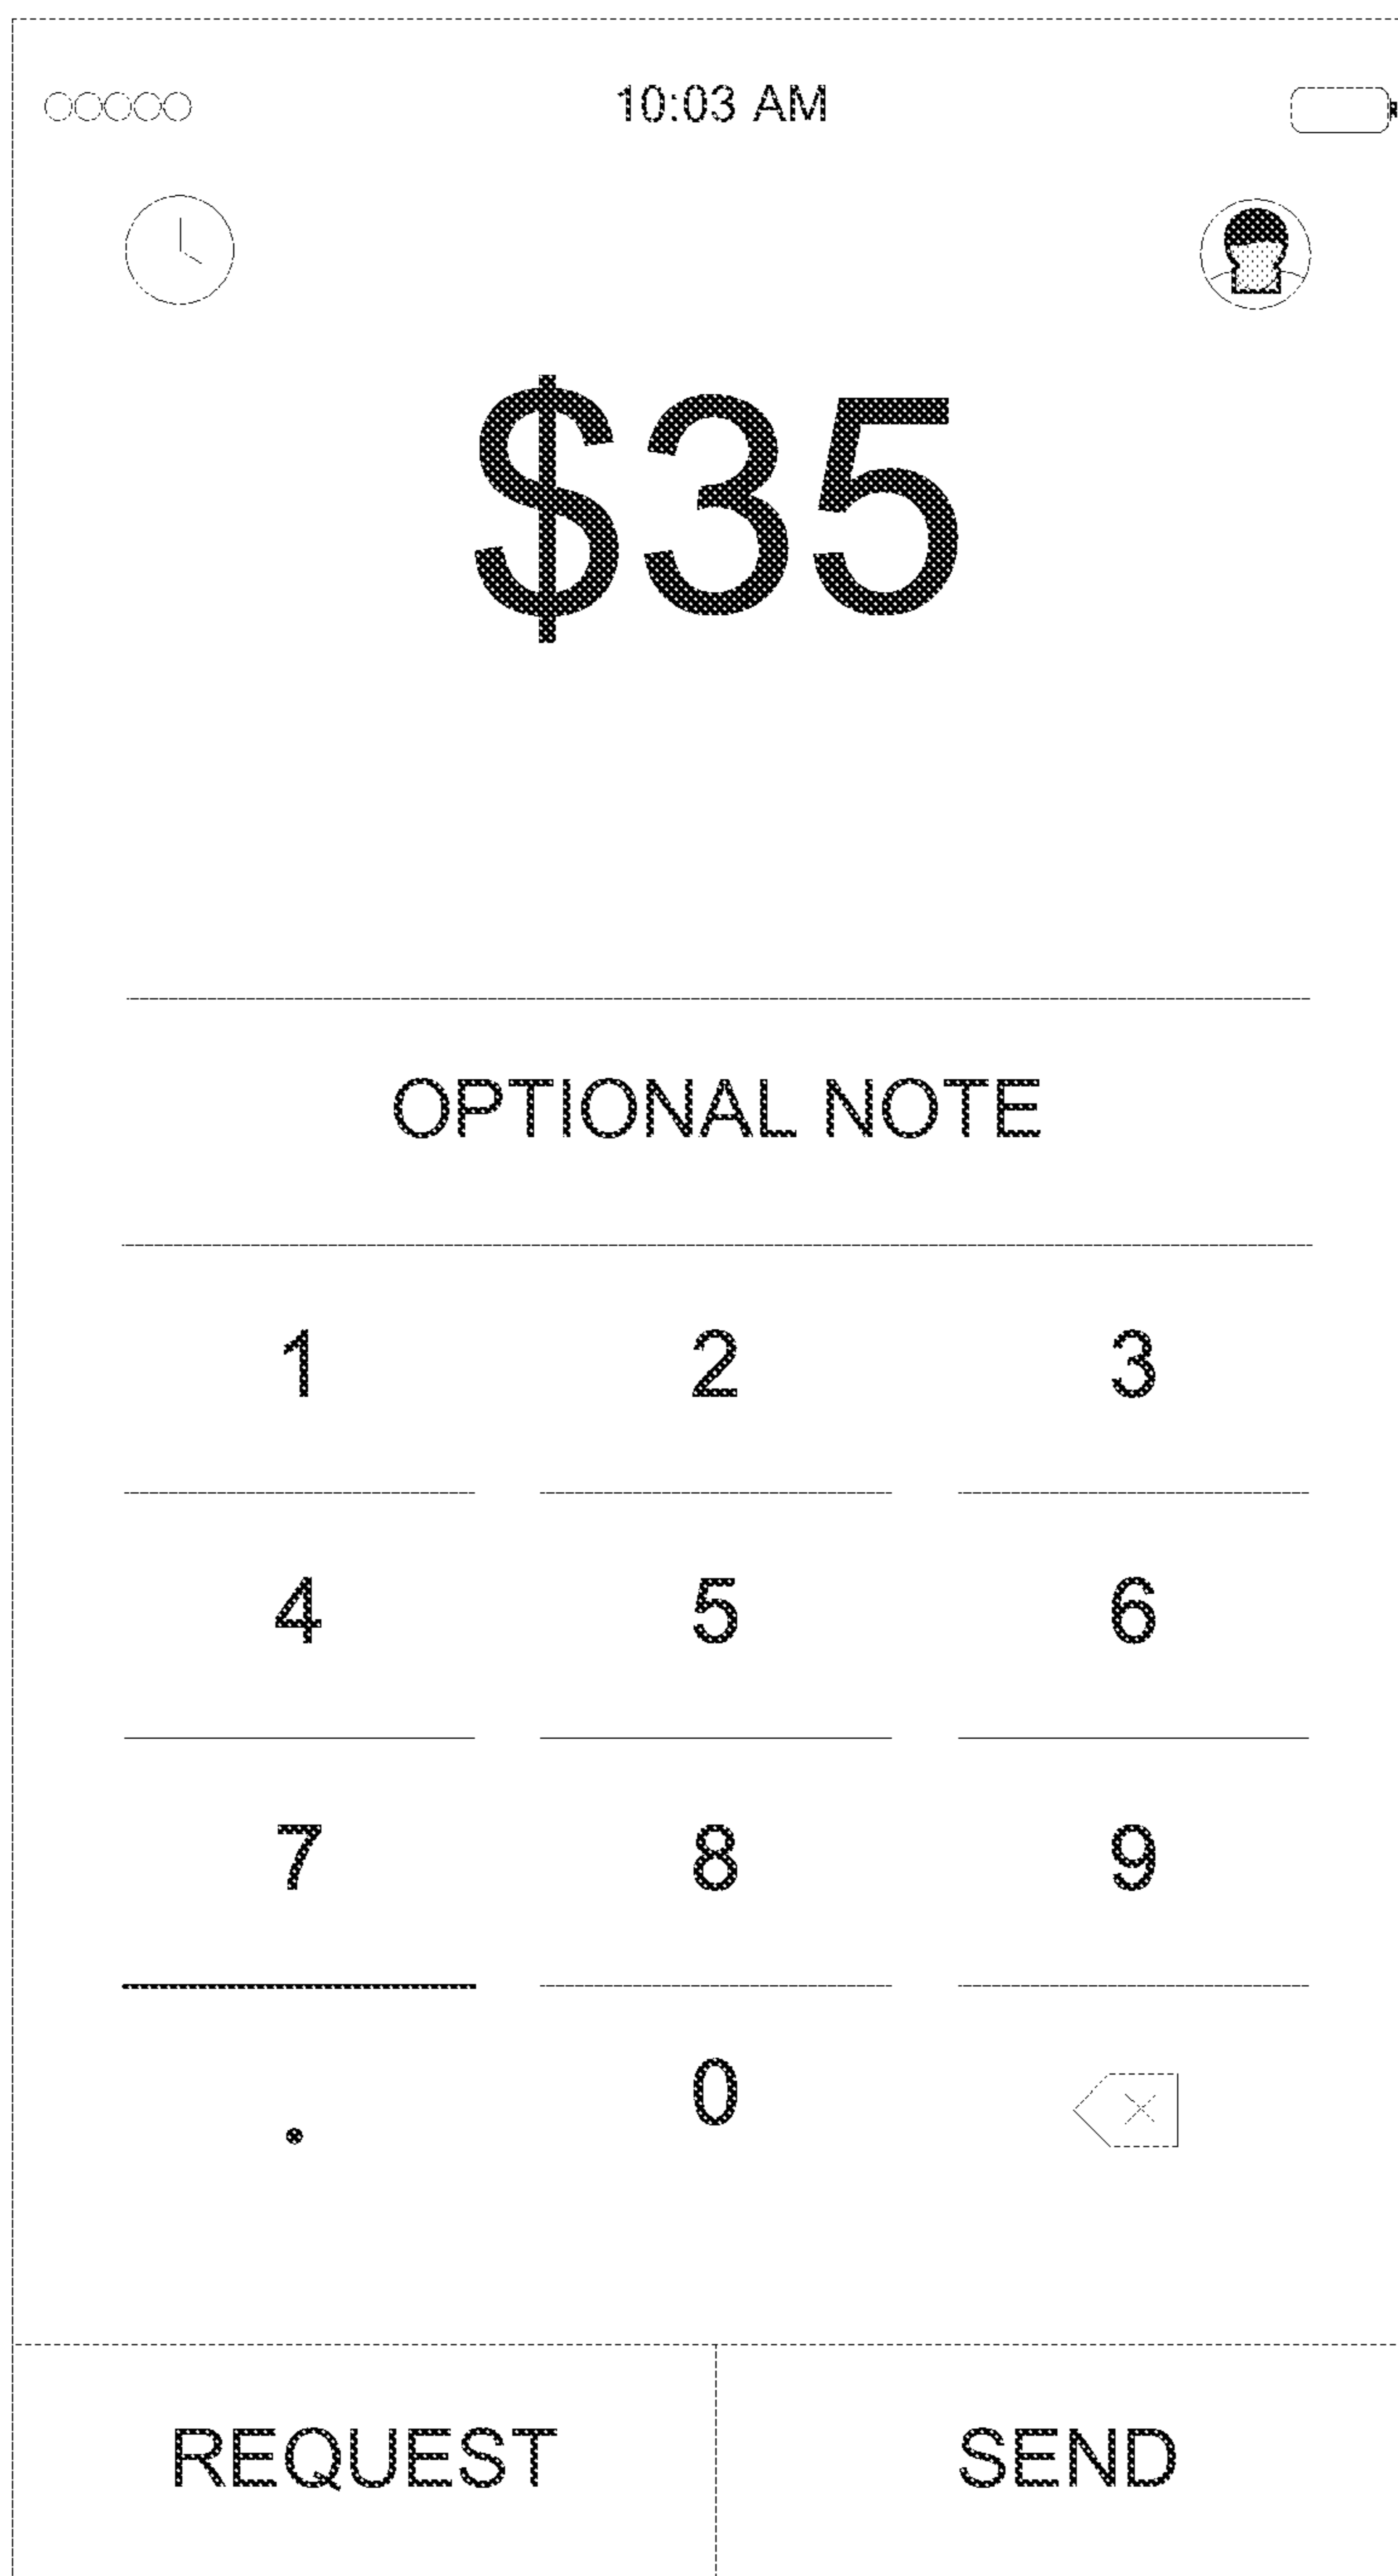 10:03 AM
$35
OPTIONAL NOTE
1 2 3
4 5 6
7 8 9
. 0
REQUEST SEND